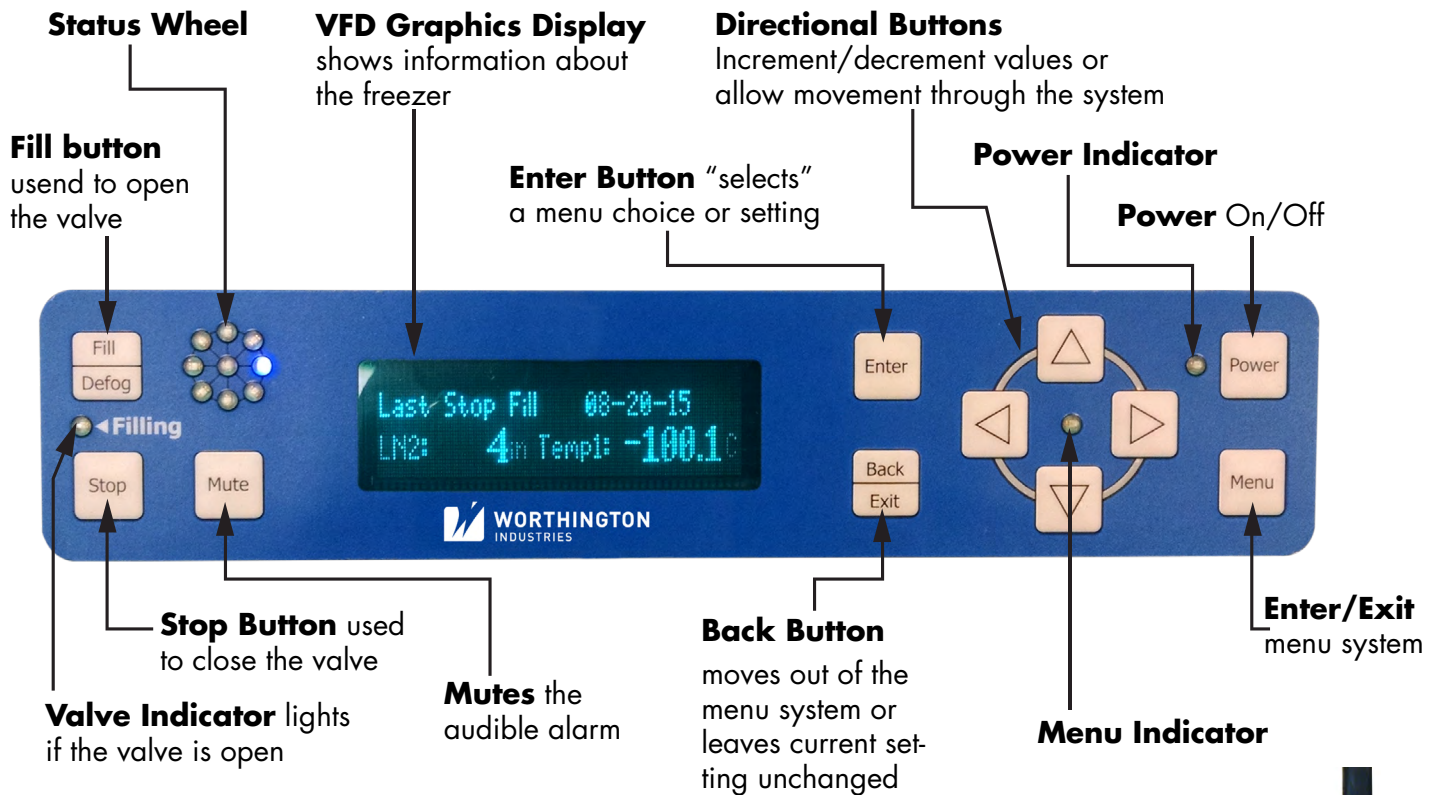 Status Wheel
VFD Graphics Display
shows information about
the freezer
Directional Buttons
Increment/decrement values or
allow movement through the system
Fill button
usend to open
the valve
Enter Button “selects”
a menu choice or setting
Power Indicator
Power On/Off
Fill
Defog
◄Filling
Stop
Mute
Last Stop Fill 08-20-15
LN2: 4in Temp1: -100.1C
WORTHINGTON
INDUSTRIES
Enter
Back
Exit
Power
Menu
Stop Button used
to close the valve
Valve Indicator lights
if the valve is open
Mutes the
audible alarm
Back Button
moves out of the
menu system or
leaves current set-
ting unchanged
Menu Indicator
Enter/Exit
menu system